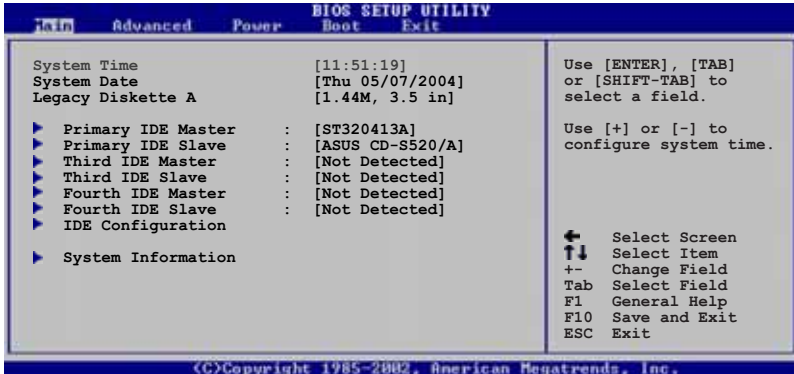 BIOS SETUP UTILITY
Main Advanced Power Boot Exit
System Time [11:51:19]
System Date [Thu 05/07/2004]
Legacy Diskette A [1.44M, 3.5 in]
Primary IDE Master : [ST320413A]
Primary IDE Slave : [ASUS CD-S520/A]
Third IDE Master : [Not Detected]
Third IDE Slave : [Not Detected]
Fourth IDE Master : [Not Detected]
Fourth IDE Slave : [Not Detected]
IDE Configuration
System Information
Use [ENTER], [TAB]
or [SHIFT-TAB] to
select a field.
Use [+] or [-] to
configure system time.
Select Screen
Select Item
+- Change Field
Tab Select Field
F1 General Help
F10 Save and Exit
ESC Exit
(C)Copyright 1985-2002, American Megatrends, Inc.